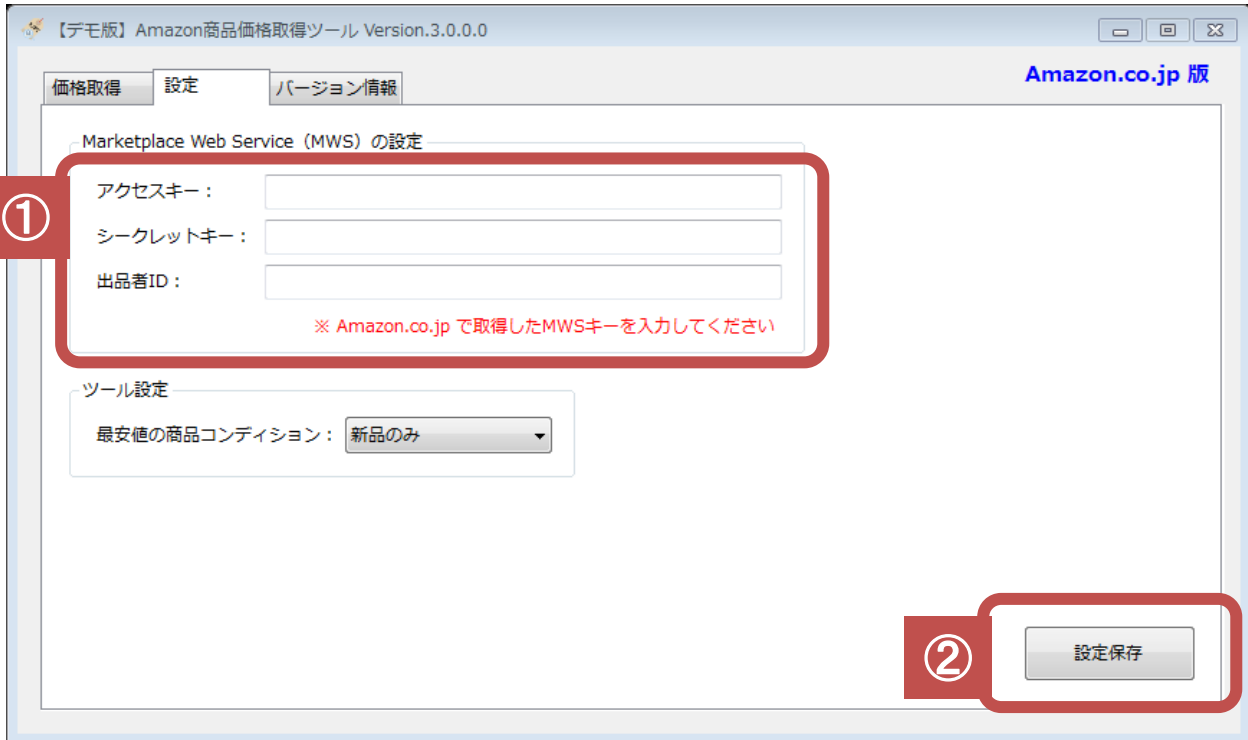 【デモ版】Amazon商品価格取得ツール Version.3.0.0.0
Amazon.co.jp 版
価格取得 設定 バージョン情報
Marketplace Web Service（MWS）の設定
①
アクセスキー：
シークレットキー：
出品者ID：
※ Amazon.co.jp で取得したMWSキーを入力してください
ツール設定
最安値の商品コンディション： 新品のみ
②
設定保存